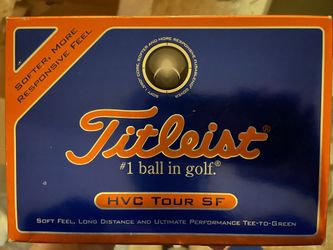 SOFTER, MORE
RESPONSIVE FEEL
Titleist®
#1 ball in golf.®
HVC TOUR SF
SOFT FEEL, LONG DISTANCE AND ULTIMATE PERFORMANCE TEE-TO-GREEN